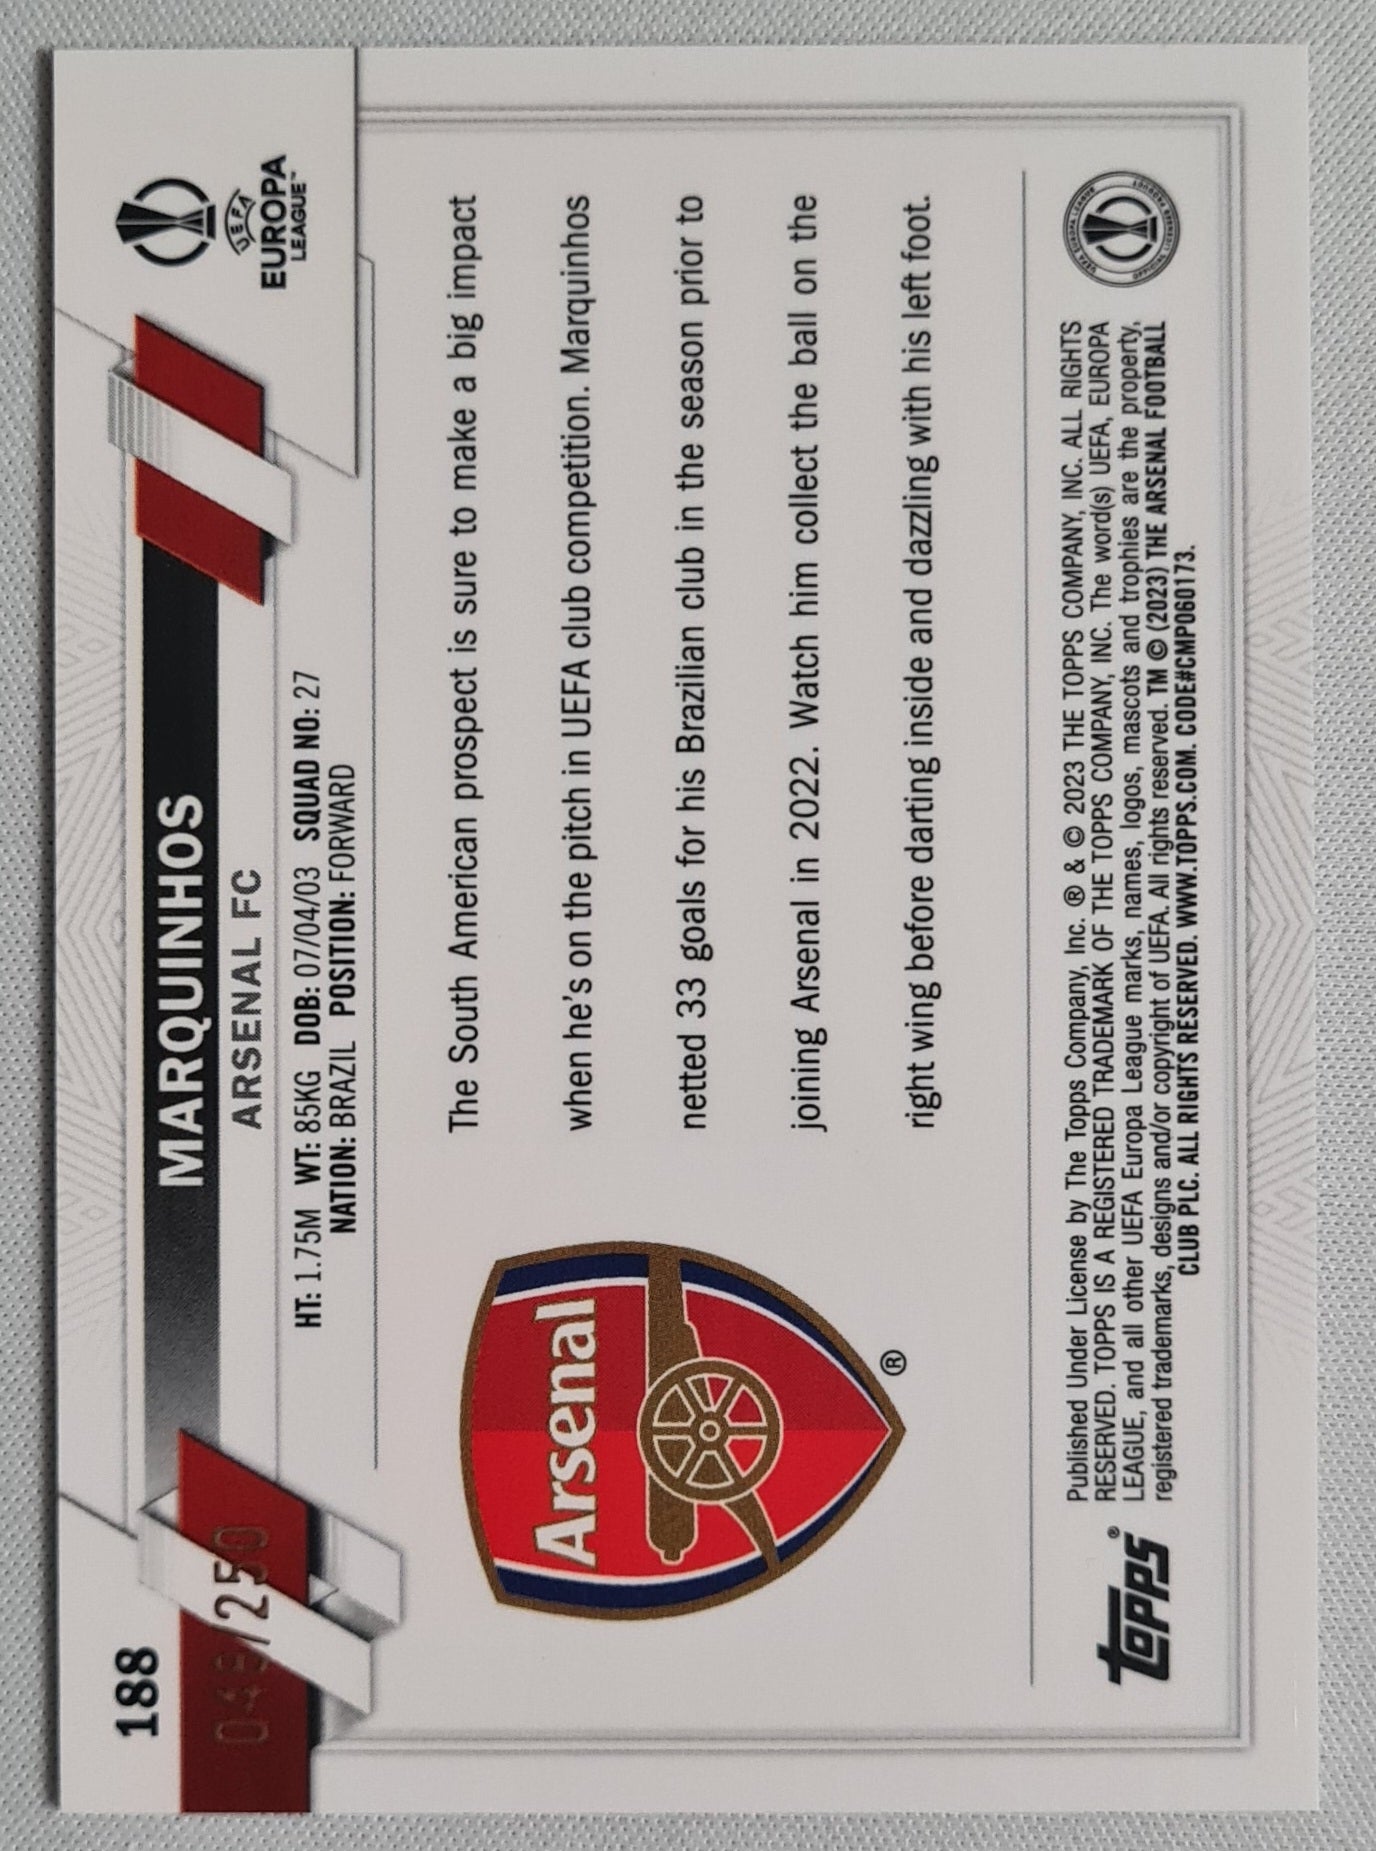 188
/250
MARQUINHOS
ARSENAL FC
HT: 1.75M WT: 85KG DOB: 07/04/03 SQUAD NO: 27
NATION: BRAZIL POSITION: FORWARD
UEFA
EUROPA
LEAGUE™
Arsenal
®
The South American prospect is sure to make a big impact
when he's on the pitch in UEFA club competition. Marquinhos
netted 33 goals for his Brazilian club in the season prior to
joining Arsenal in 2022. Watch him collect the ball on the
right wing before darting inside and dazzling with his left foot.
topps®
Published Under License by The Topps Company, Inc. ® & © 2023 THE TOPPS COMPANY, INC. ALL RIGHTS
RESERVED. TOPPS IS A REGISTERED TRADEMARK OF THE TOPPS COMPANY, INC. The word(s) UEFA, EUROPA
LEAGUE, and all other UEFA Europa League marks, names, logos, mascots and trophies are the property,
registered trademarks, designs and/or copyright of UEFA. All rights reserved. TM © (2023) THE ARSENAL FOOTBALL
CLUB PLC. ALL RIGHTS RESERVED. WWW.TOPPS.COM. CODE#CMP060173.
UEFA EUROPA LEAGUE
OFFICIAL LICENSED PRODUCT